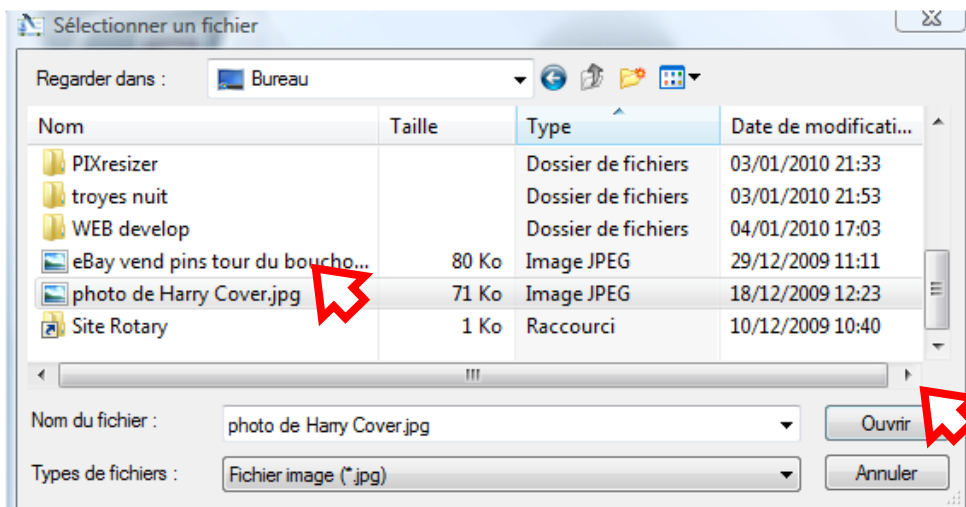 Sélectionner un fichier
Regarder dans : Bureau
Nom Taille Type Date de modificati...
PIXresizer Dossier de fichiers 03/01/2010 21:33
troyes nuit Dossier de fichiers 03/01/2010 21:53
WEB develop Dossier de fichiers 04/01/2010 17:03
eBay vend pins tour du boucho... 80 Ko Image JPEG 29/12/2009 11:11
photo de Harry Cover.jpg 71 Ko Image JPEG 18/12/2009 12:23
Site Rotary 1 Ko Raccourci 10/12/2009 10:40
Nom du fichier : photo de Harry Cover.jpg Ouvrir
Types de fichiers : Fichier image (*.jpg) Annuler